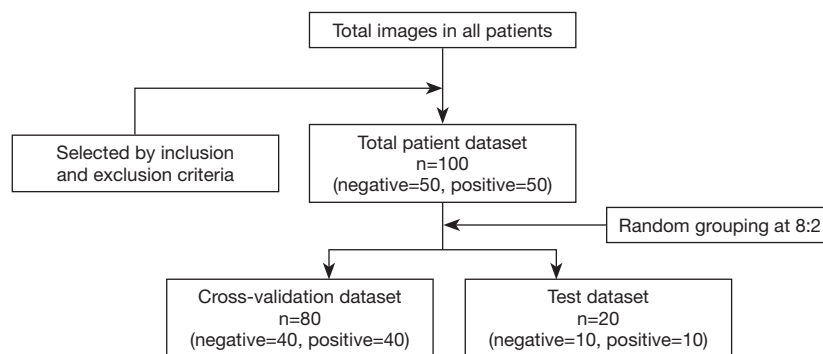 Total images in all patients
Selected by inclusion
and exclusion criteria
Total patient dataset
n=100
(negative=50, positive=50)
Random grouping at 8:2
Cross-validation dataset
n=80
(negative=40, positive=40)
Test dataset
n=20
(negative=10, positive=10)